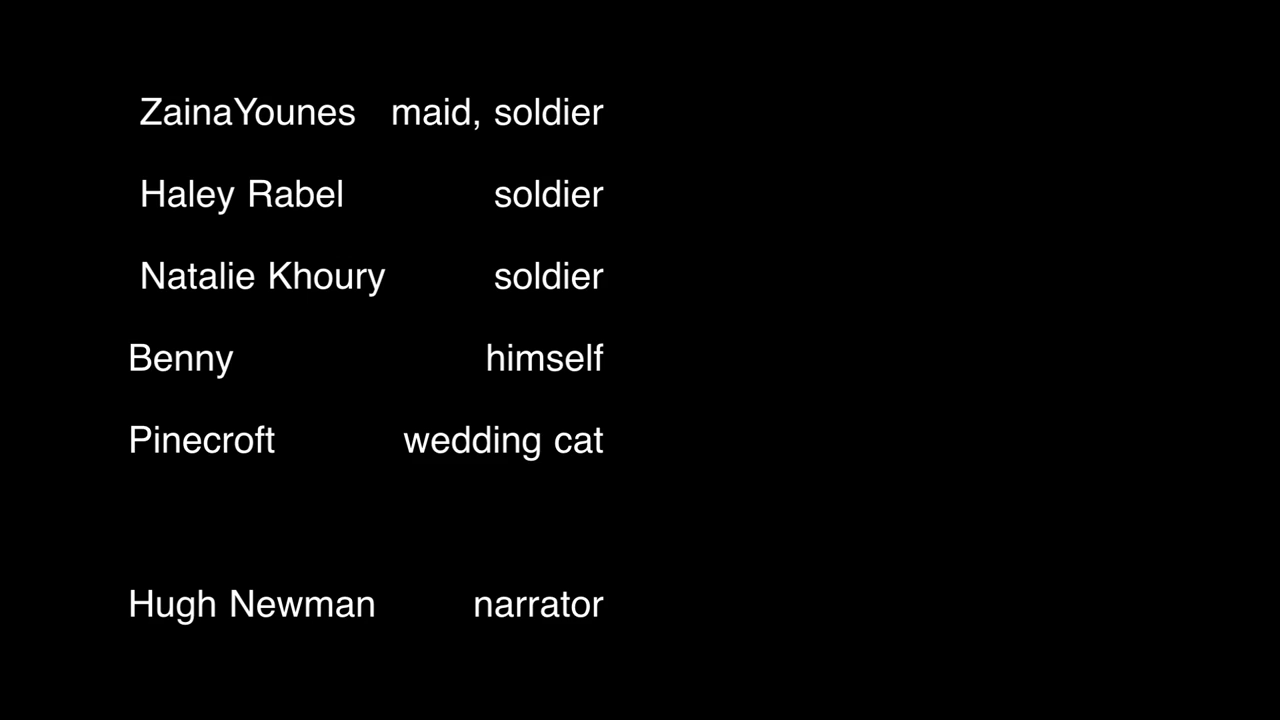 ZainaYounes maid, soldier
Haley Rabel soldier
Natalie Khoury soldier
Benny himself
Pinecroft wedding cat
Hugh Newman narrator